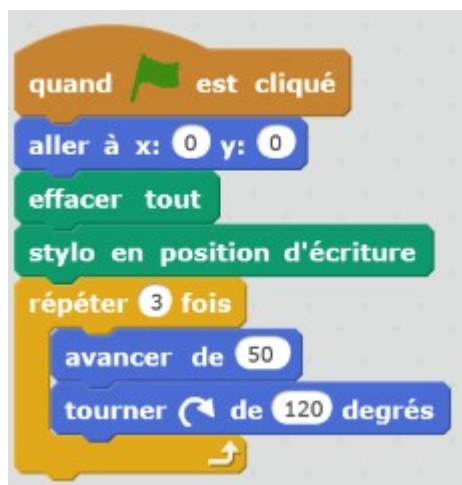 quand est cliqué
aller à x: 0 y: 0
effacer tout
stylo en position d'écriture
répéter 3 fois
avancer de 50
tourner de 120 degrés